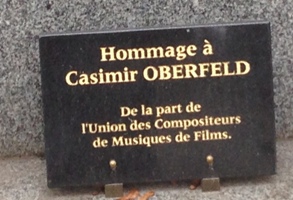 Hommage à
Casimir OBERFELD
De la part de
l'Union des Compositeurs
de Musiques de Films.